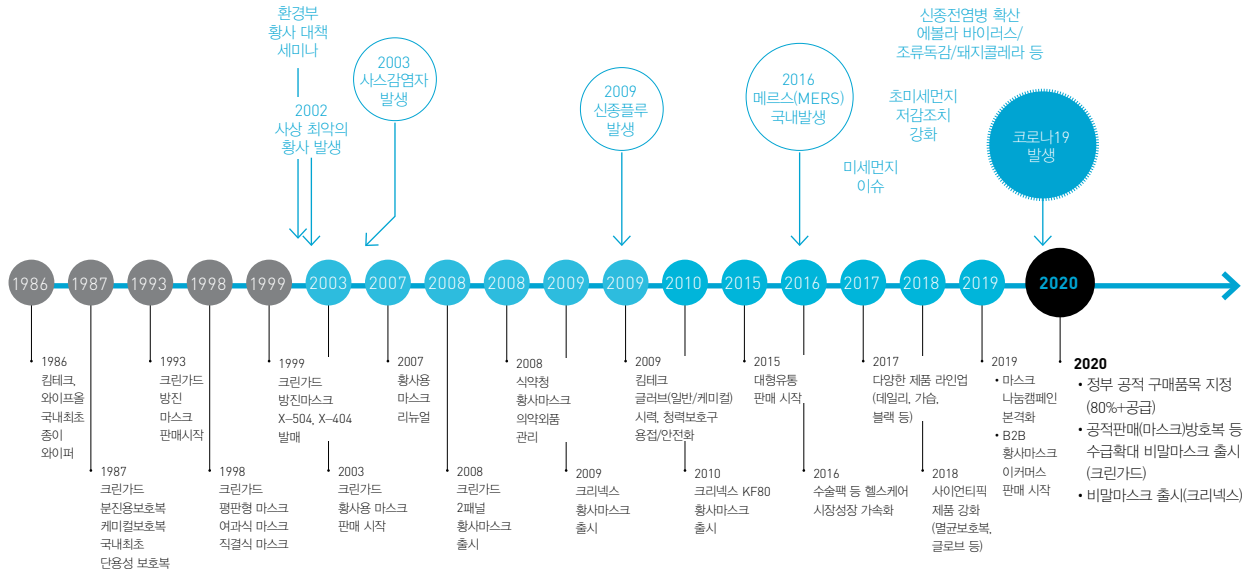 환경부
황사 대책
세미나
2002
사상 최악의
황사 발생
2003
사스감염자
발생
2009
신종플루
발생
2016
메르스(MERS)
국내발생
미세먼지
이슈
초미세먼지
저감조치
강화
신종전염병 확산
에볼라 바이러스/
조류독감/돼지콜레라 등
코로나19
발생
1986
1987
1993
1998
1999
2003
2007
2008
2008
2009
2009
2010
2015
2016
2017
2018
2019
2020
1986
킴테크,
와이프올
국내최초
종이
와이퍼
1987
크린가드
분진용보호복
케미컬보호복
국내최초
단용성 보호복
1993
크린가드
방진
마스크
판매시작
1998
크린가드
평판형 마스크
여과식 마스크
직결식 마스크
1999
크린가드
방진마스크
X-504, X-404
발매
2003
크린가드
황사용 마스크
판매 시작
2007
황사용
마스크
리뉴얼
2008
크린가드
2패널
황사마스크
출시
2008
식약청
황사마스크
의약외품
관리
2009
크리넥스
황사마스크
출시
2009
킴테크
글러브(일반/케미컬)
시력, 청력보호구
용접/안전화
2010
크리넥스 KF80
황사마스크
출시
2015
대형유통
판매 시작
2016
수술팩 등 헬스케어
시장성장 가속화
2017
다양한 제품 라인업
(데일리, 가습,
블랙 등)
2018
사이언티픽
제품 강화
(멸균보호복,
글로브 등)
2019
• 마스크
나눔캠페인
본격화
• B2B
황사마스크
이커머스
판매 시작
2020
• 정부 공적 구매품목 지정
(80%+공급)
• 공적판매(마스크)방호복 등
수급확대 비말마스크 출시
(크린가드)
• 비말마스크 출시(크리넥스)